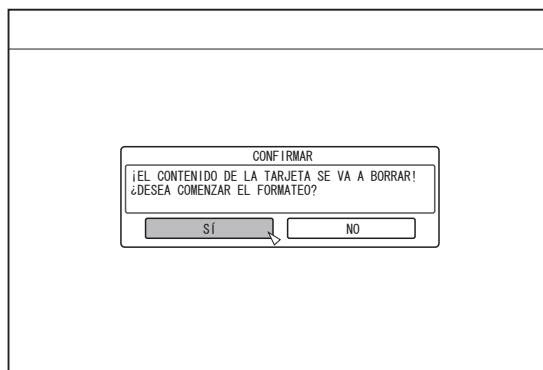 CONFIRMAR
¡EL CONTENIDO DE LA TARJETA SE VA A BORRAR!
¿DESEA COMENZAR EL FORMATEO?
SÍ
NO